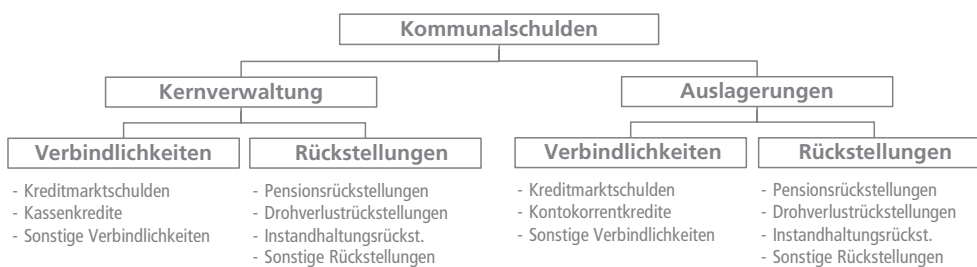 Kommunalschulden
Kernverwaltung
Auslagerungen
Verbindlichkeiten
Rückstellungen
Verbindlichkeiten
Rückstellungen
- Kreditmarktschulden
- Kassenkredite
- Sonstige Verbindlichkeiten
- Pensionsrückstellungen
- Drohverlustrückstellungen
- Instandhaltungsrückst.
- Sonstige Rückstellungen
- Kreditmarktschulden
- Kontokorrentkredite
- Sonstige Verbindlichkeiten
- Pensionsrückstellungen
- Drohverlustrückstellungen
- Instandhaltungsrückst.
- Sonstige Rückstellungen